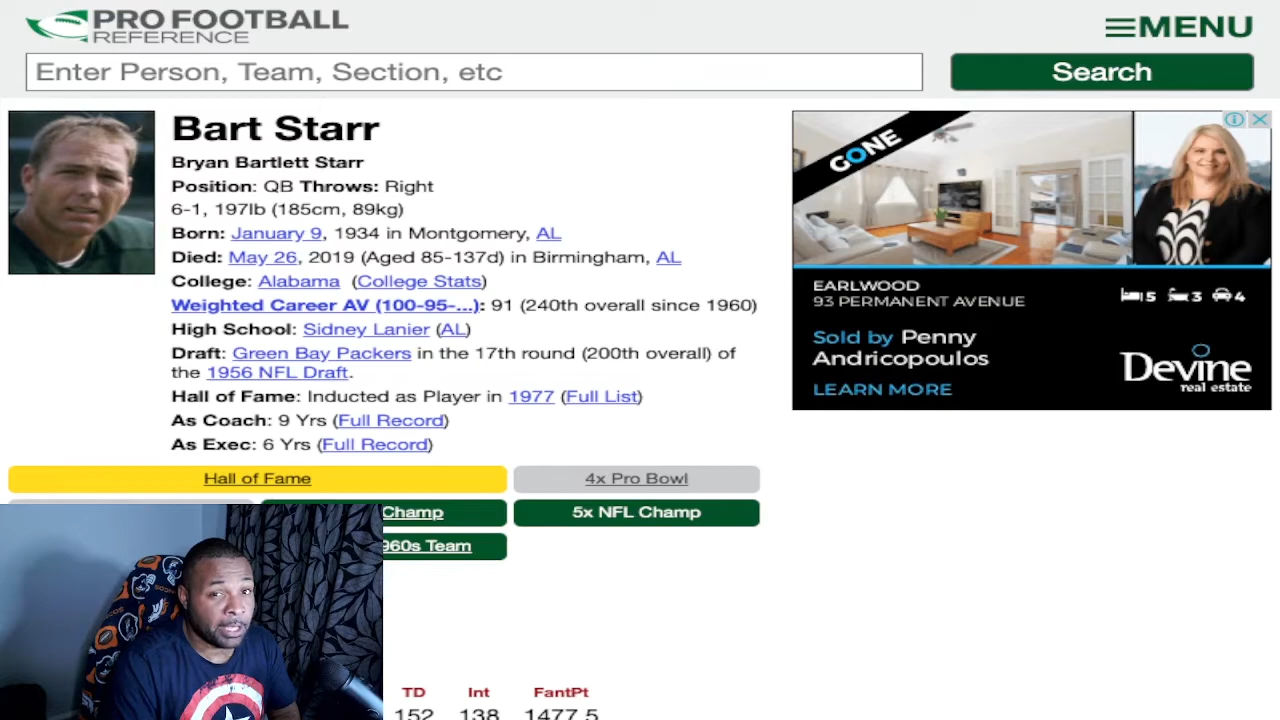 PRO FOOTBALL
REFERENCE
MENU
Enter Person, Team, Section, etc
Search
Bart Starr
Bryan Bartlett Starr
Position: QB Throws: Right
6-1, 197lb (185cm, 89kg)
Born: January 9, 1934 in Montgomery, AL
Died: May 26, 2019 (Aged 85-137d) in Birmingham, AL
College: Alabama (College Stats)
Weighted Career AV (100-95-...): 91 (240th overall since 1960)
High School: Sidney Lanier (AL)
Draft: Green Bay Packers in the 17th round (200th overall) of
the 1956 NFL Draft.
Hall of Fame: Inducted as Player in 1977 (Full List)
As Coach: 9 Yrs (Full Record)
As Exec: 6 Yrs (Full Record)
GONE
EARLWOOD
93 PERMANENT AVENUE
5 3 4
Sold by Penny
Andricopoulos
LEARN MORE
Devine
real estate
Hall of Fame
4x Pro Bowl
Champ
5x NFL Champ
960s Team
TD Int FantPt
152 138 1477.5